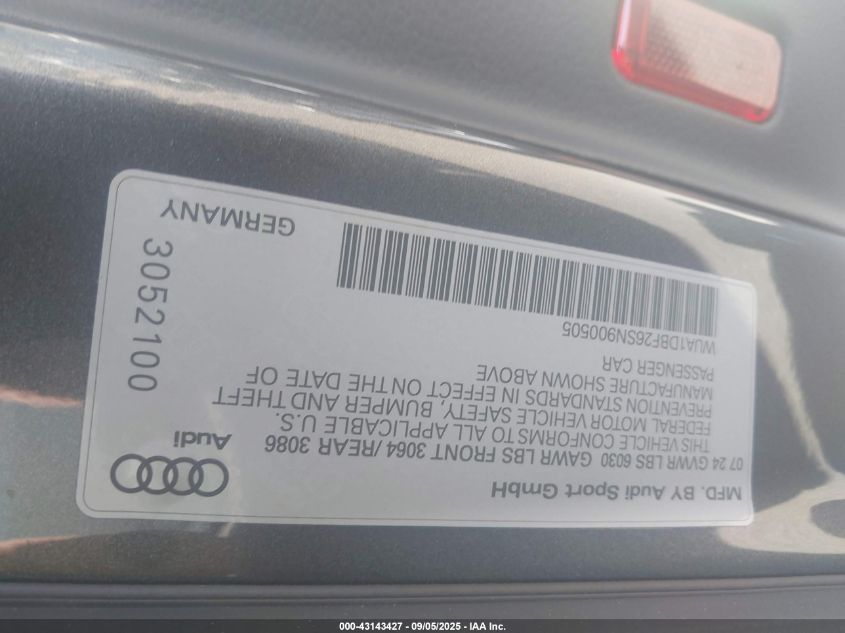 MFD. BY Audi Sport GmbH
07 24 GVWR LBS 6030 GAWR LBS FRONT 3064/REAR 3086
THIS VEHICLE CONFORMS TO ALL APPLICABLE U.S.
FEDERAL MOTOR VEHICLE SAFETY, BUMPER AND THEFT
PREVENTION STANDARDS IN EFFECT ON THE DATE OF
MANUFACTURE SHOWN ABOVE
PASSENGER CAR
WUA1DBF26SN900505
Audi
3052100
GERMANY
000-43143427 - 09/05/2025 - IAA Inc.